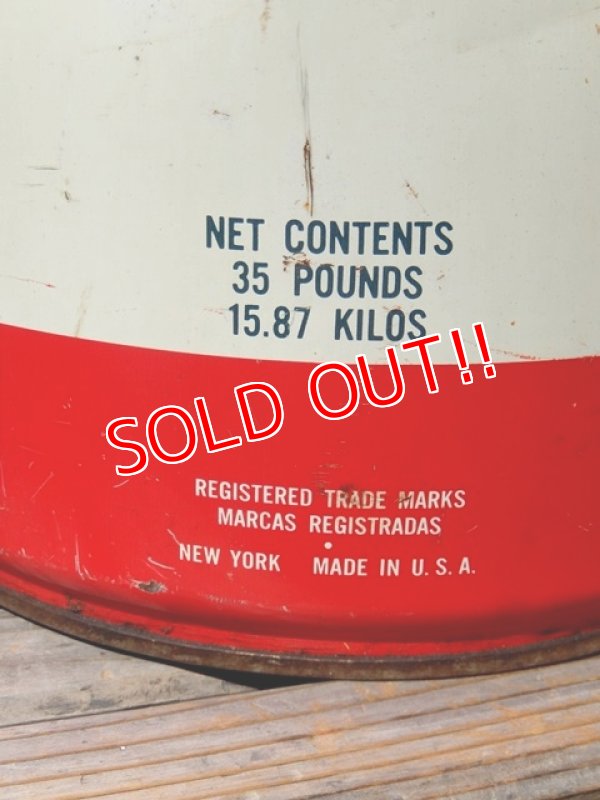 NET CONTENTS
35 POUNDS
15.87 KILOS
SOLD OUT!!
REGISTERED TRADE MARKS
MARCAS REGISTRADAS
•
NEW YORK MADE IN U.S.A.